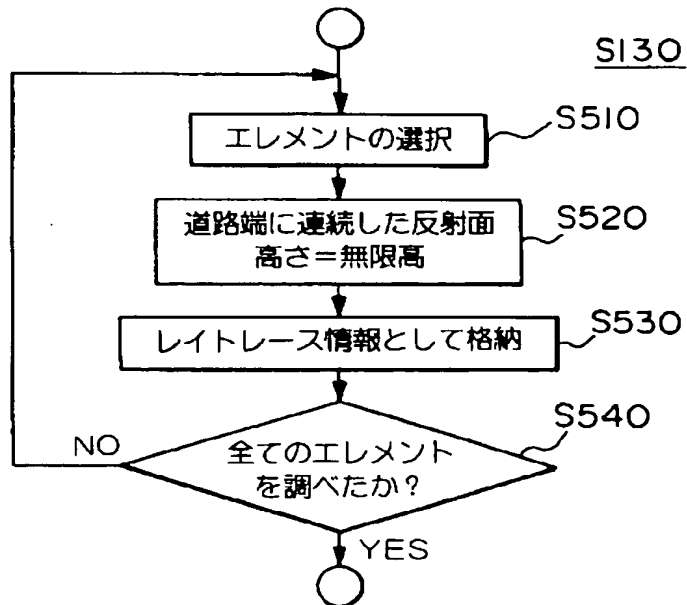 S130
エレメントの選択
S510
道路端に連続した反射面
高さ=無限高
S520
レイトレース情報として格納
S530
全てのエレメント
を調べたか?
S540
NO
YES